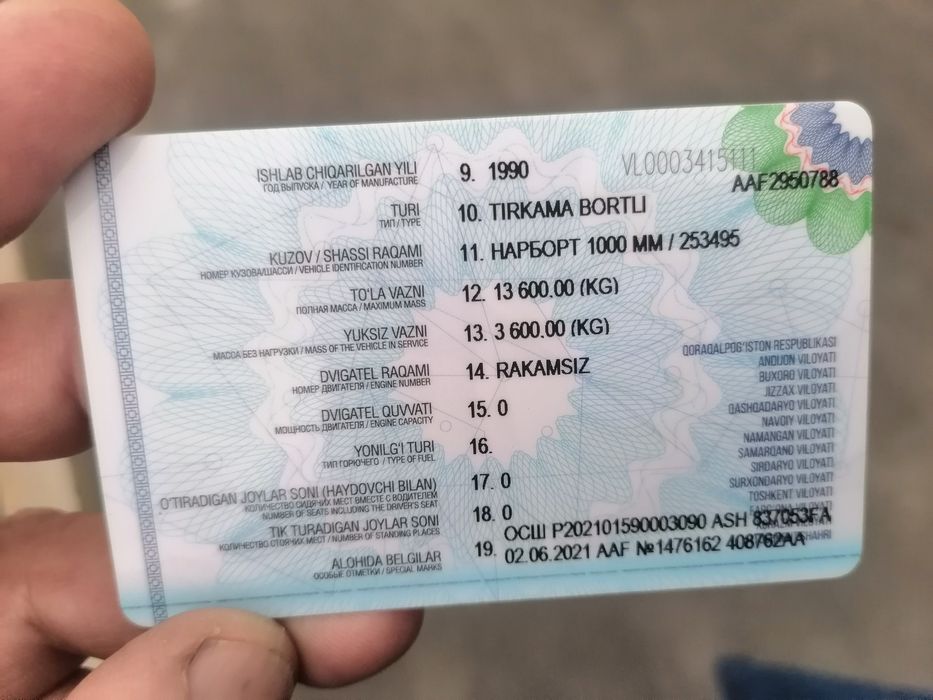 VL0003415111
AAF2950788
ISHLAB CHIQARILGAN YILI 9. 1990
ГОД ВЫПУСКА / YEAR OF MANUFACTURE
TURI 10. TIRKAMA BORTLI
ТИП / TYPE
KUZOV / SHASSI RAQAMI 11. НАРБОРТ 1000 ММ / 253495
НОМЕР КУЗОВА/ШАССИ / VEHICLE IDENTIFICATION NUMBER
TO'LA VAZNI 12. 13 600.00 (KG)
ПОЛНАЯ МАССА / MAXIMUM MASS
YUKSIZ VAZNI 13. 3 600.00 (KG)
МАССА БЕЗ НАГРУЗКИ / MASS OF THE VEHICLE IN SERVICE
DVIGATEL RAQAMI 14. RAKAMSIZ
НОМЕР ДВИГАТЕЛЯ / ENGINE NUMBER
DVIGATEL QUVVATI 15. 0
МОЩНОСТЬ ДВИГАТЕЛЯ / ENGINE CAPACITY
YONILG'I TURI 16.
ТИП ГОРЮЧЕГО / TYPE OF FUEL
O'TIRADIGAN JOYLAR SONI (HAYDOVCHI BILAN) 17. 0
КОЛИЧЕСТВО СИДЯЧИХ МЕСТ ВМЕСТЕ С ВОДИТЕЛЕМ
NUMBER OF SEATS INCLUDING THE DRIVER'S SEAT
TIK TURADIGAN JOYLAR SONI 18. 0
КОЛИЧЕСТВО СТОЯЧИХ МЕСТ / NUMBER OF STANDING PLACES
ALOHIDA BELGILAR 19. ОСШ Р202101590003090 ASH 837053FA
02.06.2021 AAF №1476162 408762AA
ОСОБЫЕ ОТМЕТКИ / SPECIAL MARKS
QORAQALPOG'ISTON RESPUBLIKASI
ANDIJON VILOYATI
BUXORO VILOYATI
JIZZAX VILOYATI
QASHQADARYO VILOYATI
NAVOIY VILOYATI
NAMANGAN VILOYATI
SAMARQAND VILOYATI
SIRDARYO VILOYATI
SURXONDARYO VILOYATI
TOSHKENT VILOYATI